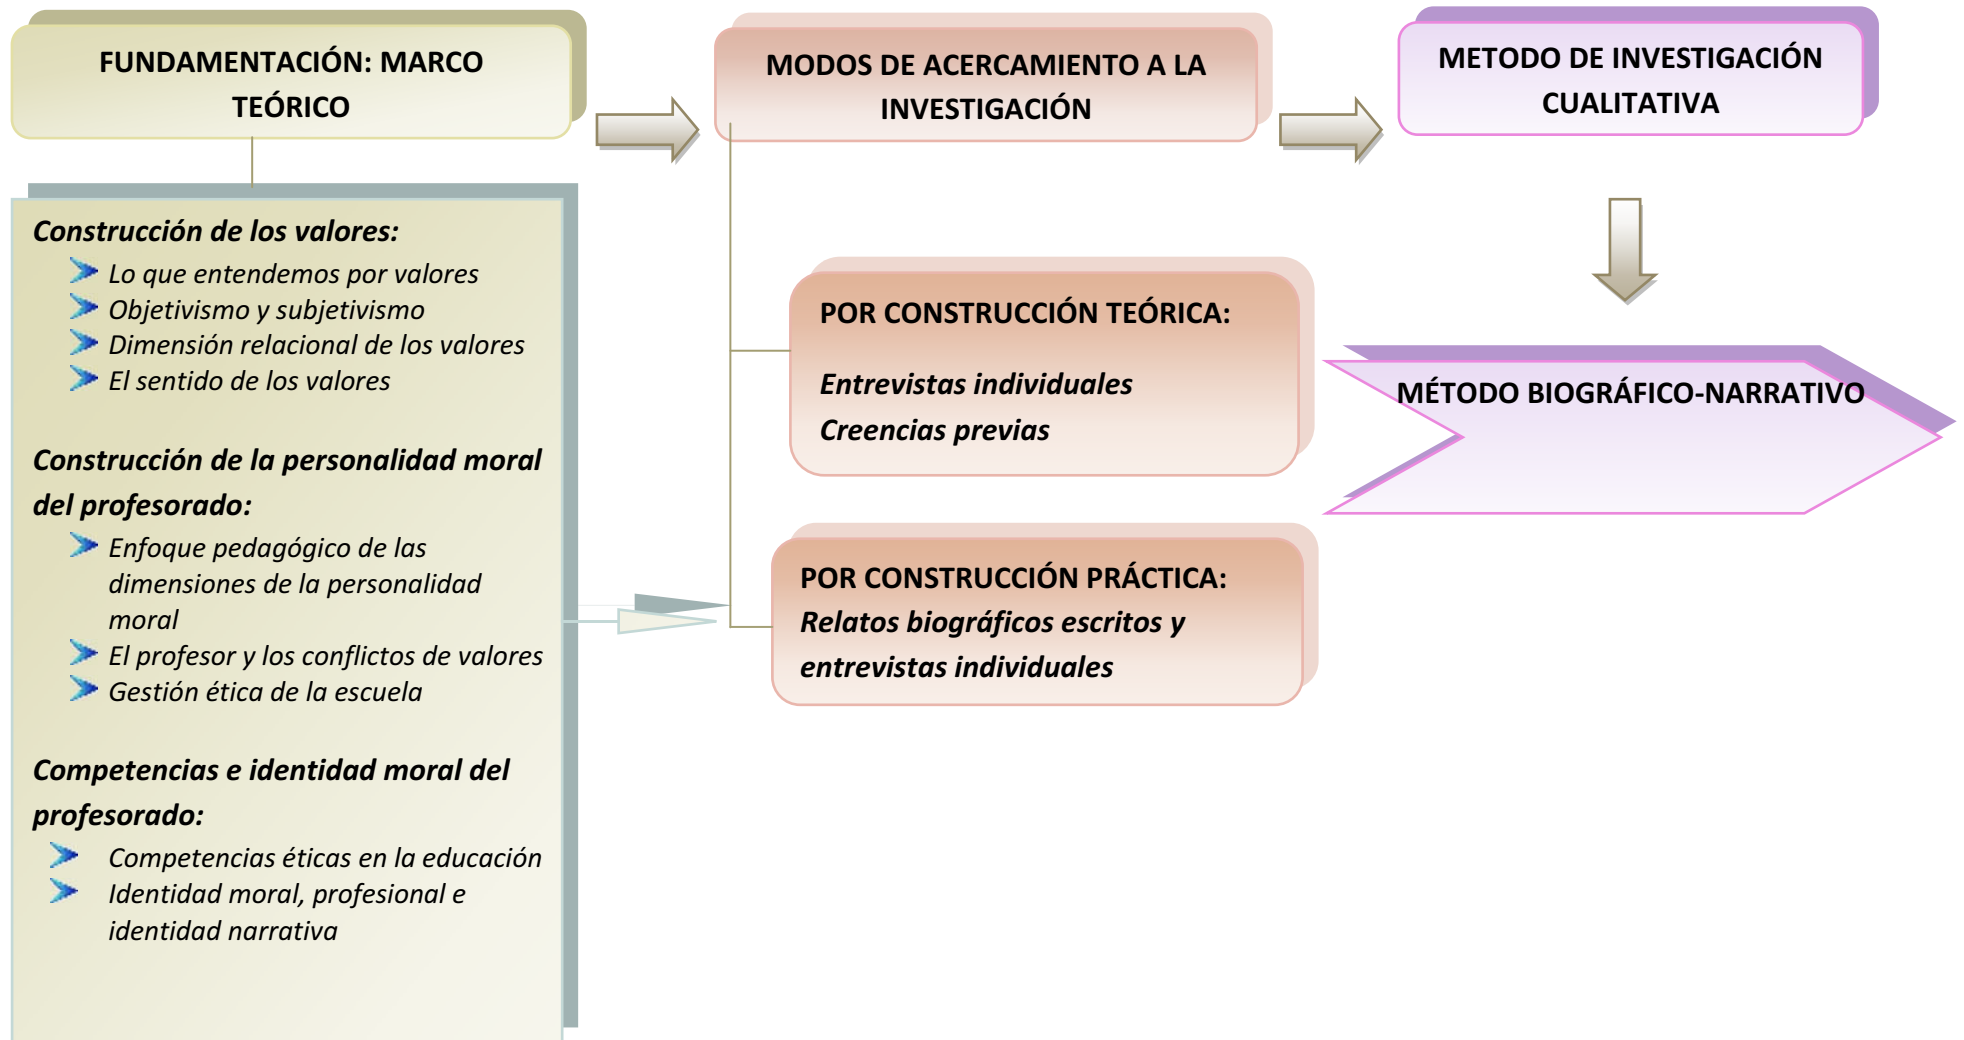 FUNDAMENTACIÓN: MARCO
TEÓRICO
Construcción de los valores:
Lo que entendemos por valores
Objetivismo y subjetivismo
Dimensión relacional de los valores
El sentido de los valores
Construcción de la personalidad moral
del profesorado:
Enfoque pedagógico de las
dimensiones de la personalidad
moral
El profesor y los conflictos de valores
Gestión ética de la escuela
Competencias e identidad moral del
profesorado:
Competencias éticas en la educación
Identidad moral, profesional e
identidad narrativa
MODOS DE ACERCAMIENTO A LA
INVESTIGACIÓN
POR CONSTRUCCIÓN TEÓRICA:
Entrevistas individuales
Creencias previas
POR CONSTRUCCIÓN PRÁCTICA:
Relatos biográficos escritos y
entrevistas individuales
METODO DE INVESTIGACIÓN
CUALITATIVA
MÉTODO BIOGRÁFICO-NARRATIVO